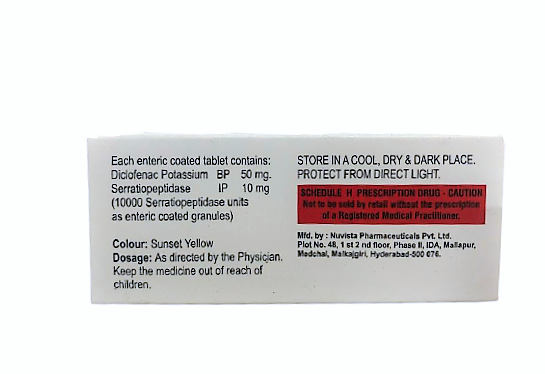 Each enteric coated tablet contains:
Diclofenac Potassium BP 50 mg.
Serratiopeptidase IP 10 mg
(10000 Serratiopeptidase units
as enteric coated granules)
Colour: Sunset Yellow
Dosage: As directed by the Physician.
Keep the medicine out of reach of
children.
STORE IN A COOL, DRY & DARK PLACE.
PROTECT FROM DIRECT LIGHT.
SCHEDULE H PRESCRIPTION DRUG - CAUTION
Not to be sold by retail without the prescription
of a Registered Medical Practitioner.
Mfd. by : Nuvista Pharmaceuticals Pvt. Ltd.
Plot No. 48, 1 st 2 nd floor, Phase II, IDA, Mallapur,
Medchal, Malkajgiri, Hyderabad-500 076.